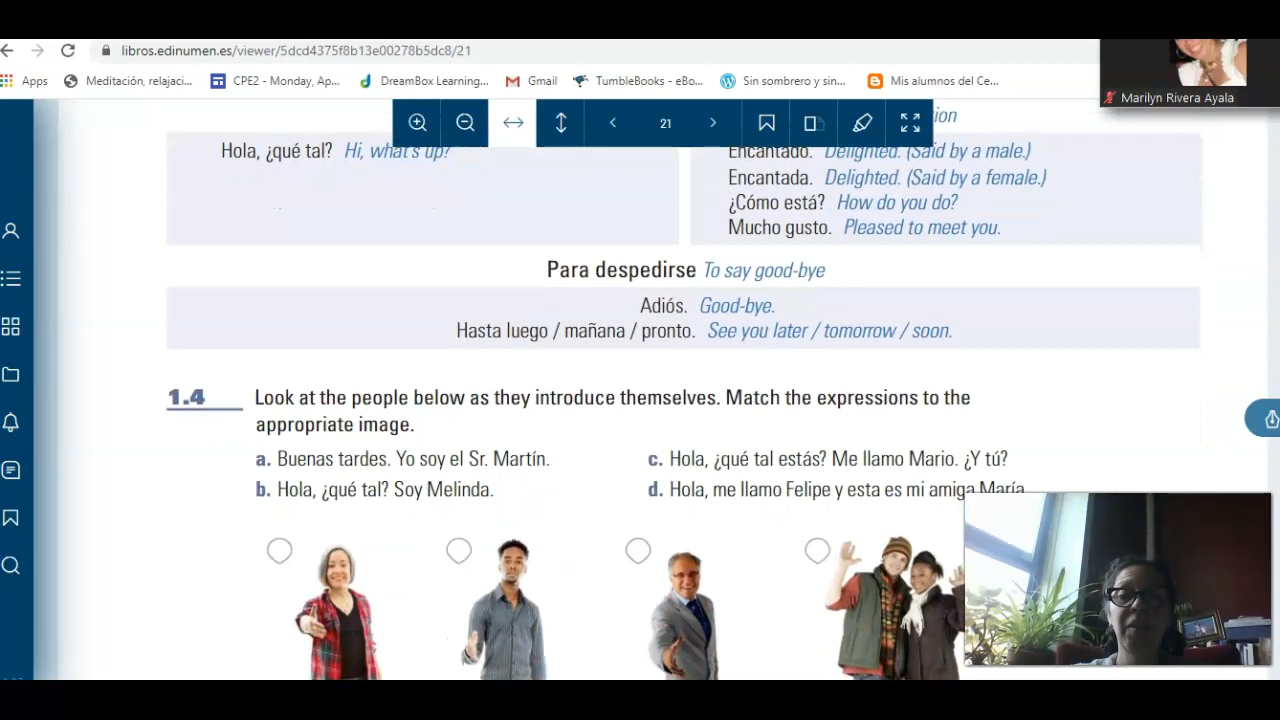 libros.edinumen.es/viewer/5dcd4375f8b13e00278b5dc8/21
Apps Meditación, relajaci... CPE2 - Monday, Ap... DreamBox Learning... Gmail TumbleBooks - eBo... Sin sombrero y sin... Mis alumnos del Ce...
Marilyn Rivera Ayala
21
Hola, ¿qué tal? Hi, what's up?
Encantado. Delighted. (Said by a male.)
Encantada. Delighted. (Said by a female.)
¿Cómo está? How do you do?
Mucho gusto. Pleased to meet you.
Para despedirse To say good-bye
Adiós. Good-bye.
Hasta luego / mañana / pronto. See you later / tomorrow / soon.
1.4 Look at the people below as they introduce themselves. Match the expressions to the
appropriate image.
a. Buenas tardes. Yo soy el Sr. Martín.
b. Hola, ¿qué tal? Soy Melinda.
c. Hola, ¿qué tal estás? Me llamo Mario. ¿Y tú?
d. Hola, me llamo Felipe y esta es mi amiga María